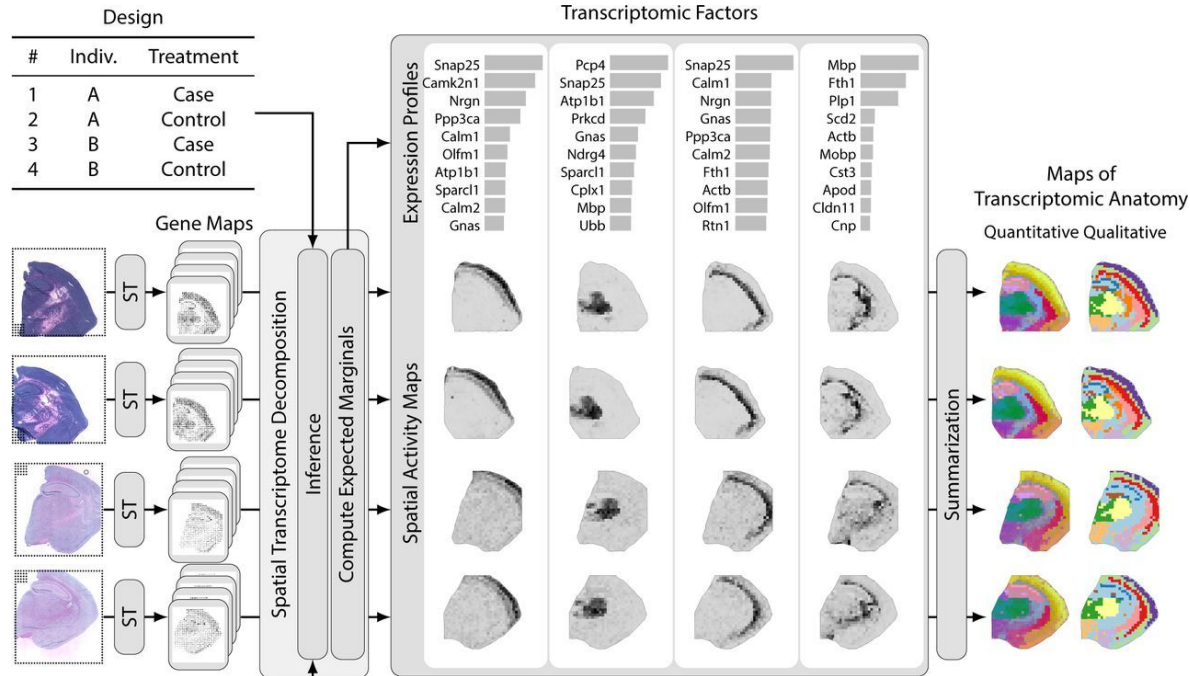 Design
# Indiv. Treatment
1 A Case
2 A Control
3 B Case
4 B Control
Gene Maps
ST
ST
ST
ST
Spatial Transcriptome Decomposition
Inference
Compute Expected Marginals
Transcriptomic Factors
Expression Profiles
Snap25
Camk2n1
Nrgn
Ppp3ca
Calm1
Olfm1
Atp1b1
Sparcl1
Calm2
Gnas
Pcp4
Snap25
Atp1b1
Prkcd
Gnas
Ndrg4
Sparcl1
Cplx1
Mbp
Ubb
Snap25
Calm1
Nrgn
Gnas
Ppp3ca
Calm2
Fth1
Actb
Olfm1
Rtn1
Mbp
Fth1
Plp1
Scd2
Actb
Mobp
Cst3
Apod
Cldn11
Cnp
Spatial Activity Maps
Summarization
Maps of
Transcriptomic Anatomy
Quantitative Qualitative